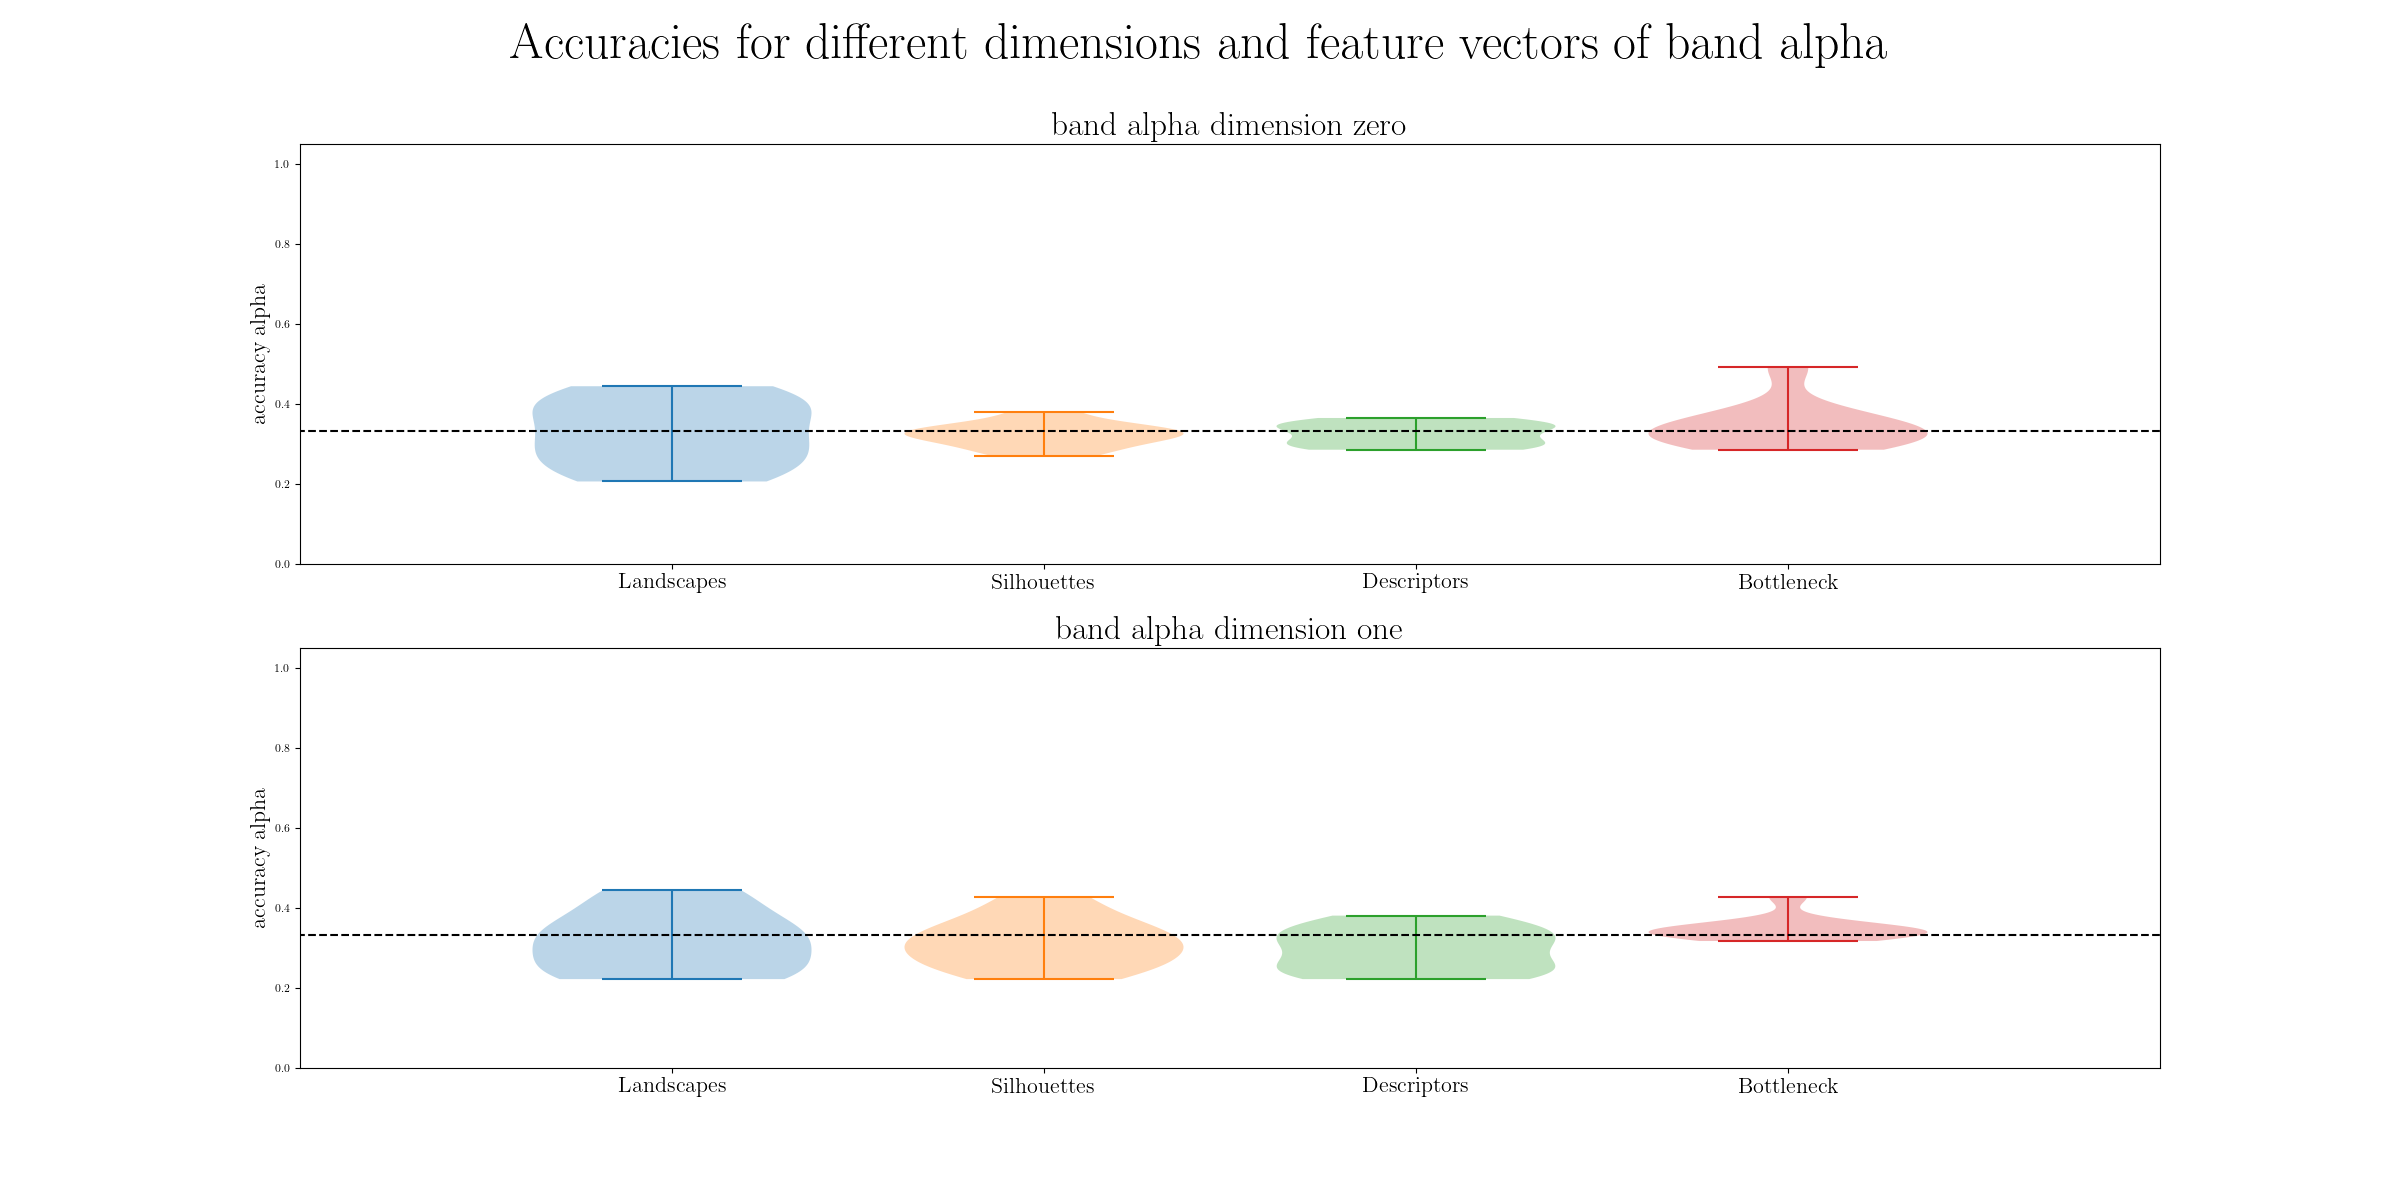 Accuracies for different dimensions and feature vectors of band alpha
band alpha dimension zero
1.0
0.8
0.6
0.4
0.2
0.0
accuracy alpha
Landscapes Silhouettes Descriptors Bottleneck
band alpha dimension one
1.0
0.8
0.6
0.4
0.2
0.0
accuracy alpha
Landscapes Silhouettes Descriptors Bottleneck